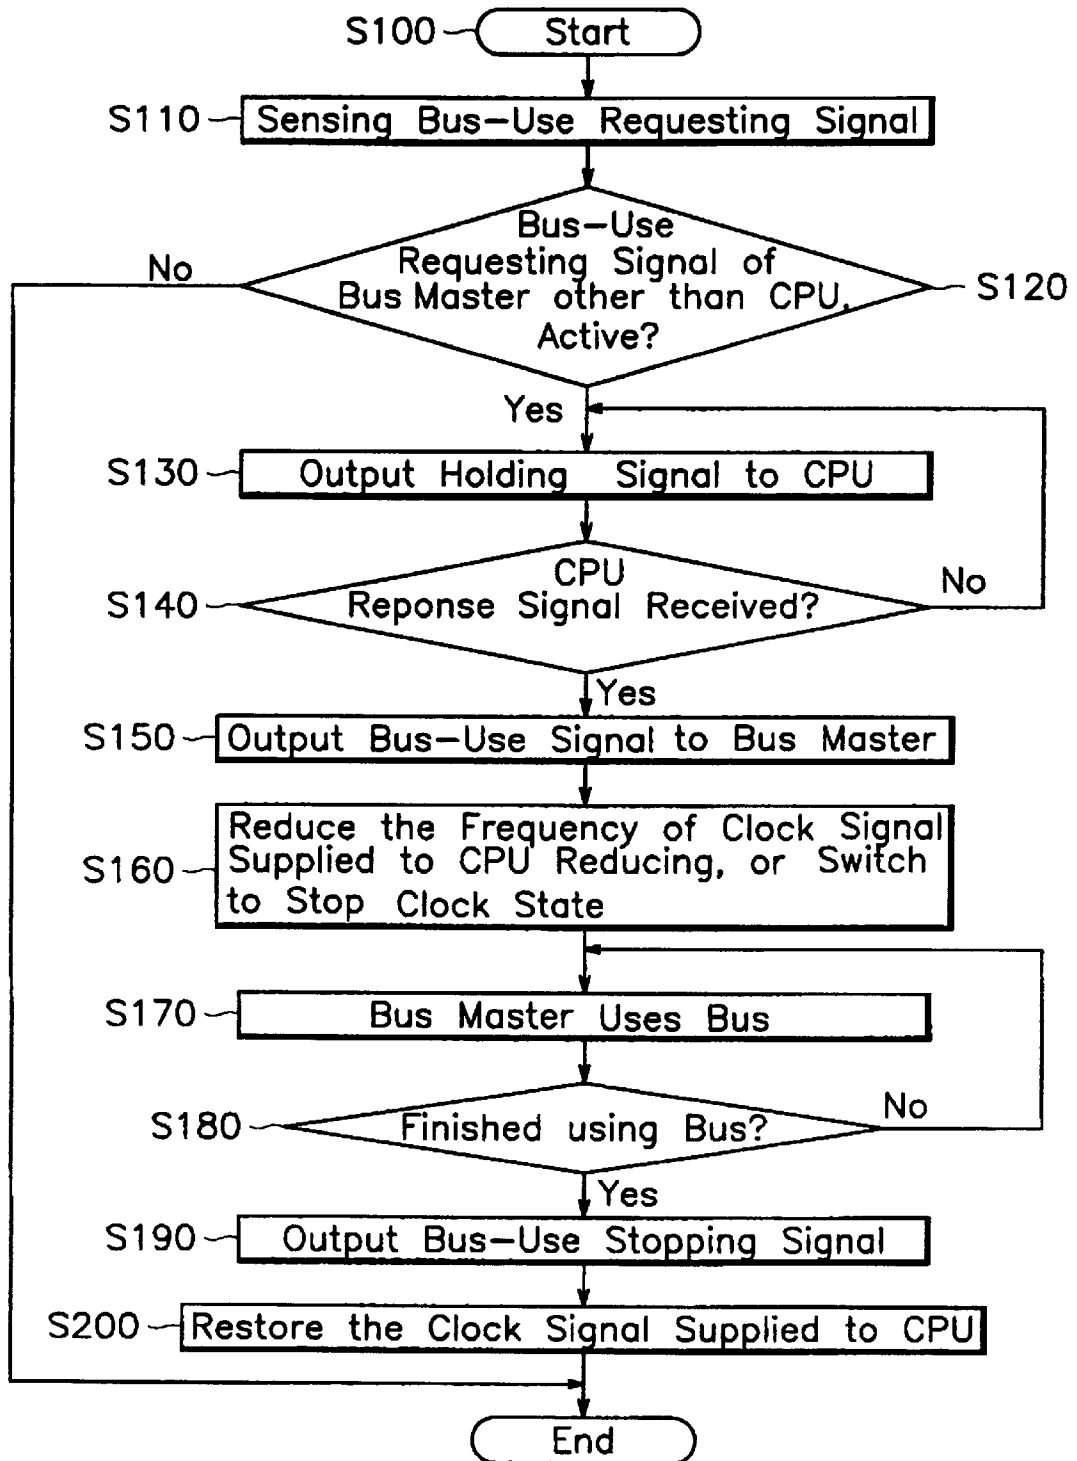 S100
Start
S110
Sensing Bus-Use Requesting Signal
Bus-Use
Requesting Signal of
Bus Master other than CPU,
Active?
No
S120
Yes
S130
Output Holding Signal to CPU
CPU
Reponse Signal Received?
S140
No
Yes
S150
Output Bus-Use Signal to Bus Master
Reduce the Frequency of Clock Signal
Supplied to CPU Reducing, or Switch
to Stop Clock State
S160
S170
Bus Master Uses Bus
S180
Finished using Bus?
No
Yes
S190
Output Bus-Use Stopping Signal
S200
Restore the Clock Signal Supplied to CPU
End